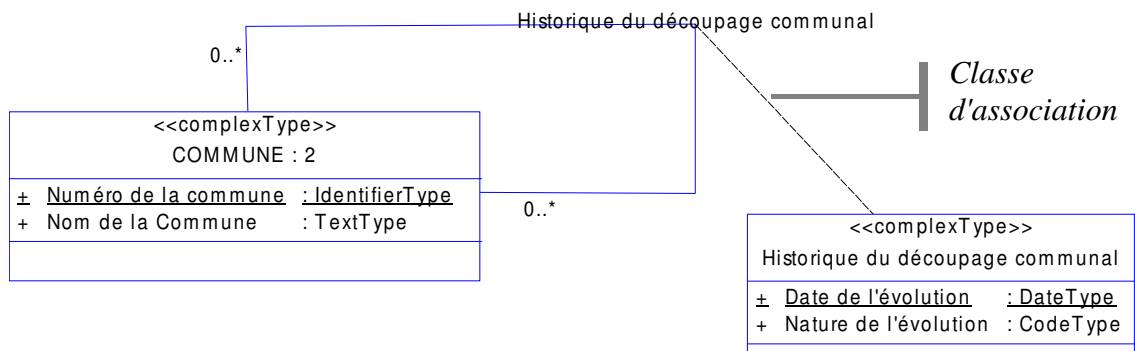 Historique du découpage communal
0..*
Classe
d'association
<<complexType>>
COMMUNE : 2
+ Numéro de la commune : IdentifierType
+ Nom de la Commune : TextType
0..*
<<complexType>>
Historique du découpage communal
+ Date de l'évolution : DateType
+ Nature de l'évolution : CodeType